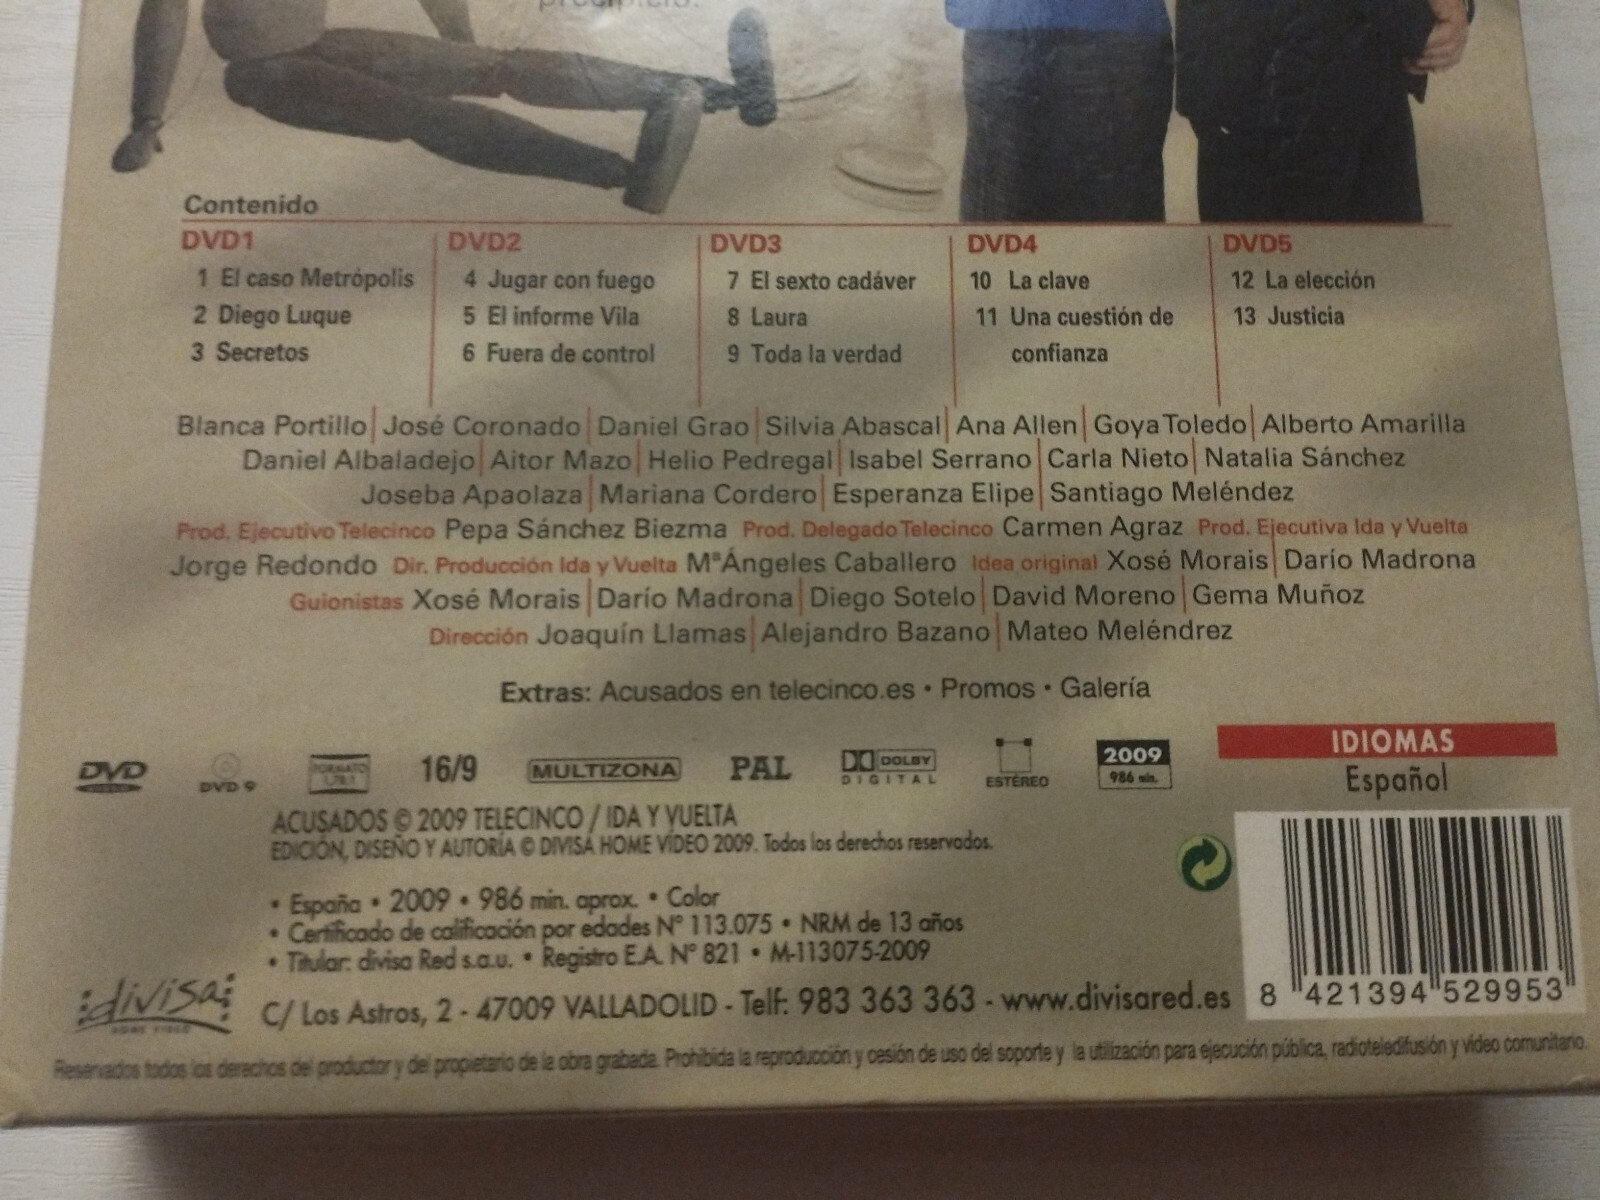 precipicio.
Contenido
DVD1
1 El caso Metrópolis
2 Diego Luque
3 Secretos
DVD2
4 Jugar con fuego
5 El informe Vila
6 Fuera de control
DVD3
7 El sexto cadáver
8 Laura
9 Toda la verdad
DVD4
10 La clave
11 Una cuestión de
confianza
DVD5
12 La elección
13 Justicia
Blanca Portillo | José Coronado | Daniel Grao | Silvia Abascal | Ana Allen | Goya Toledo | Alberto Amarilla
Daniel Albaladejo | Aitor Mazo | Helio Pedregal | Isabel Serrano | Carla Nieto | Natalia Sánchez
Joseba Apaolaza | Mariana Cordero | Esperanza Elipe | Santiago Meléndez
Prod. Ejecutivo Telecinco Pepa Sánchez Biezma Prod. Delegado Telecinco Carmen Agraz Prod. Ejecutiva Ida y Vuelta
Jorge Redondo Dir. Producción Ida y Vuelta MªÁngeles Caballero Idea original Xosé Morais | Darío Madrona
Guionistas Xosé Morais | Darío Madrona | Diego Sotelo | David Moreno | Gema Muñoz
Dirección Joaquín Llamas | Alejandro Bazano | Mateo Meléndrez
Extras: Acusados en telecinco.es • Promos • Galería
DVD VIDEO
DVD 9
FORMATO
1,78:1
16/9
MULTIZONA
PAL
DOLBY
DIGITAL
ESTÉREO
2009
986 min.
IDIOMAS
Español
ACUSADOS © 2009 TELECINCO / IDA Y VUELTA
EDICIÓN, DISEÑO Y AUTORÍA © DIVISA HOME VÍDEO 2009. Todos los derechos reservados.
• España • 2009 • 986 min. aprox. • Color
• Certificado de calificación por edades Nº 113.075 • NRM de 13 años
• Titular: divisa Red s.a.u. • Registro E.A. Nº 821 • M-113075-2009
divisa
HOME VIDEO
C/ Los Astros, 2 - 47009 VALLADOLID - Telf: 983 363 363 - www.divisared.es
8 421394 529953
Reservados todos los derechos del productor y del propietario de la obra grabada. Prohibida la reproducción y cesión de uso del soporte y la utilización para ejecución pública, radioteledifusión y vídeo comunitario.